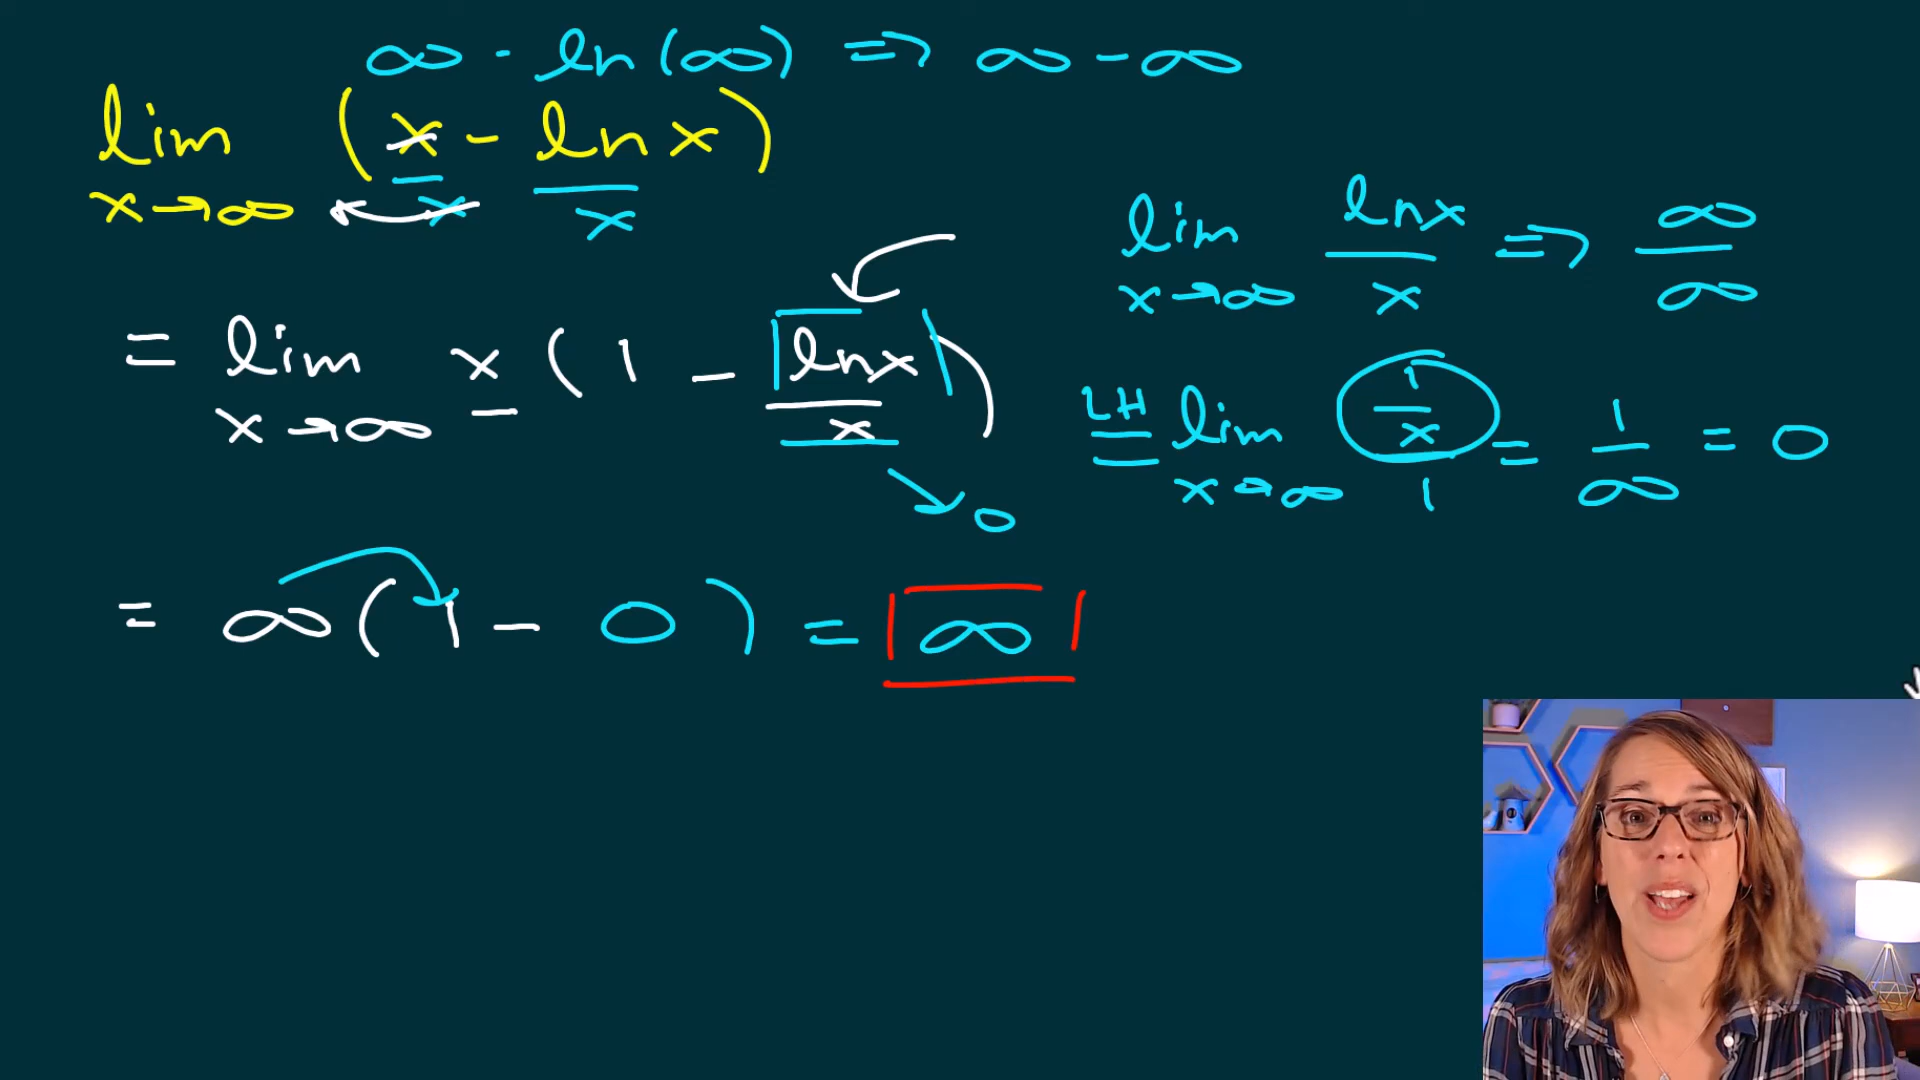 ∞ - ln(∞) => ∞ - ∞
lim (x - ln x)
x→∞ x x
= lim x (1 - ln x)
x→∞ x
→ 0
= ∞ (1 - 0) = ∞
lim ln x => ∞
x→∞ x ∞
LH
= lim 1/x = 1/∞ = 0
x→∞ 1